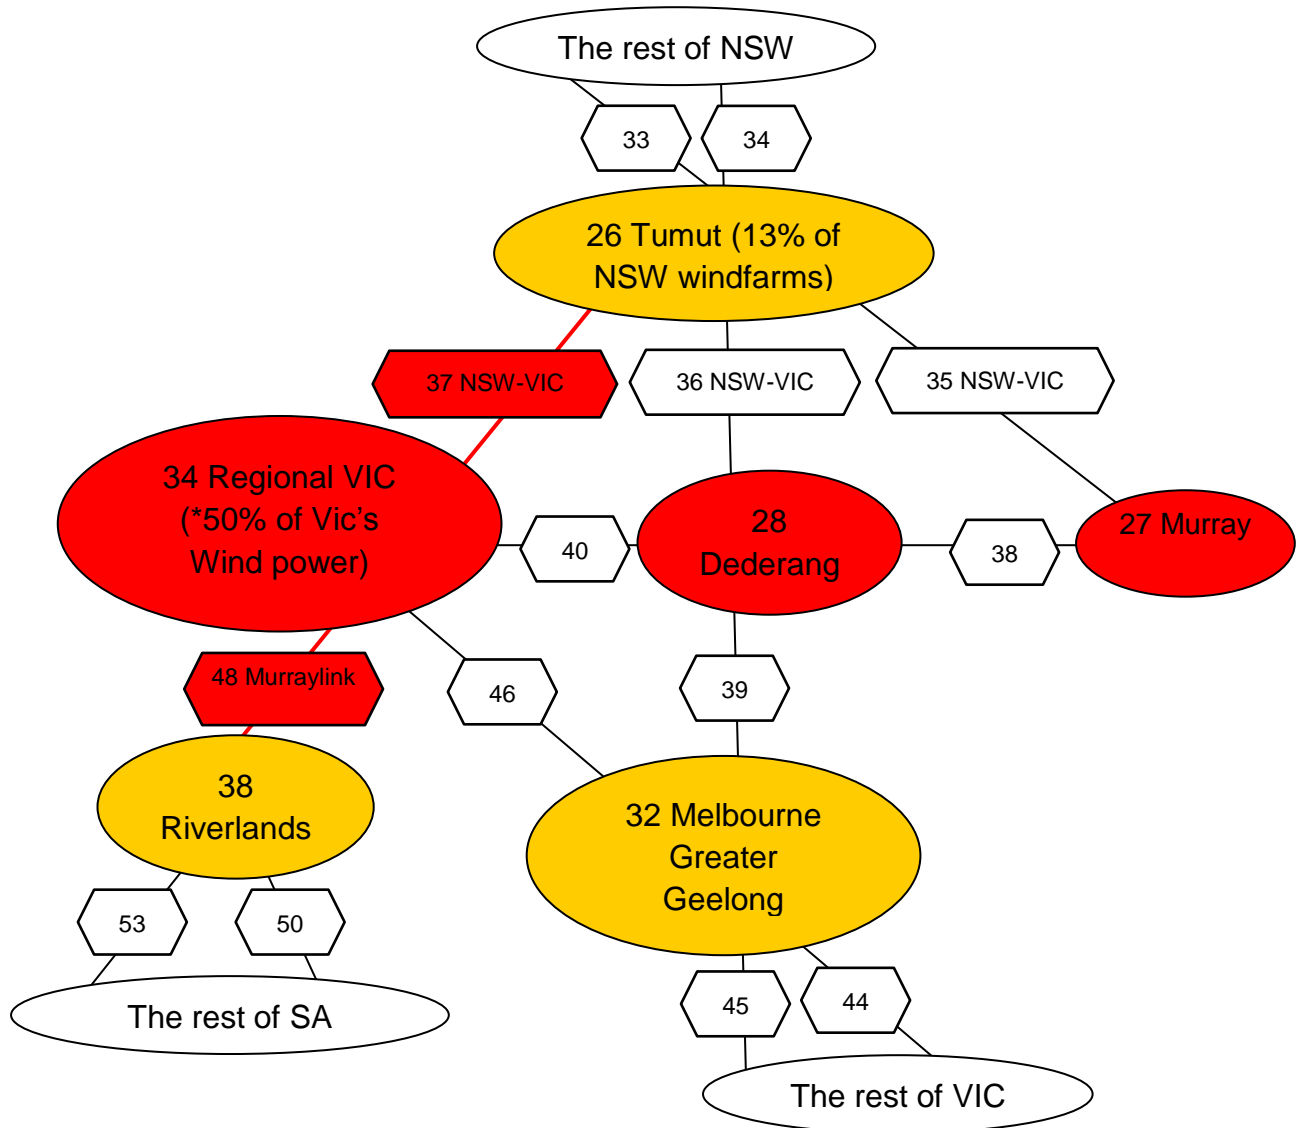 The rest of NSW
33
34
26 Tumut (13% of
NSW windfarms)
37 NSW-VIC
36 NSW-VIC
35 NSW-VIC
34 Regional VIC
(*50% of Vic's
Wind power)
40
28
Dederang
38
27 Murray
48 Murraylink
46
39
38
Riverlands
32 Melbourne
Greater
Geelong
53
50
45
44
The rest of SA
The rest of VIC